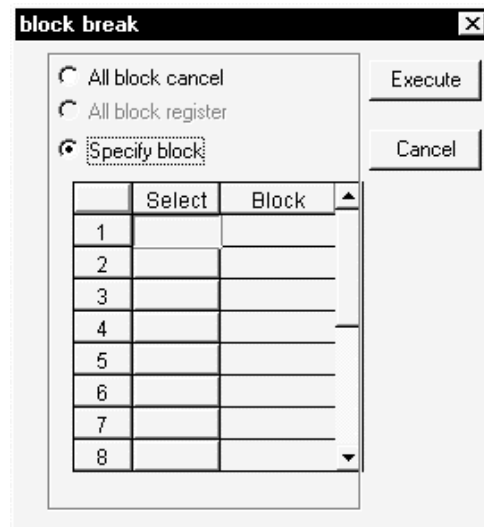 block break
All block cancel
Execute
All block register
Specify block
Cancel
Select Block
1
2
3
4
5
6
7
8